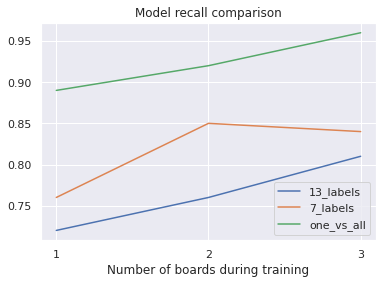 Model recall comparison
0.95
0.90
0.85
0.80
0.75
13_labels
7_labels
one_vs_all
1 2 3
Number of boards during training